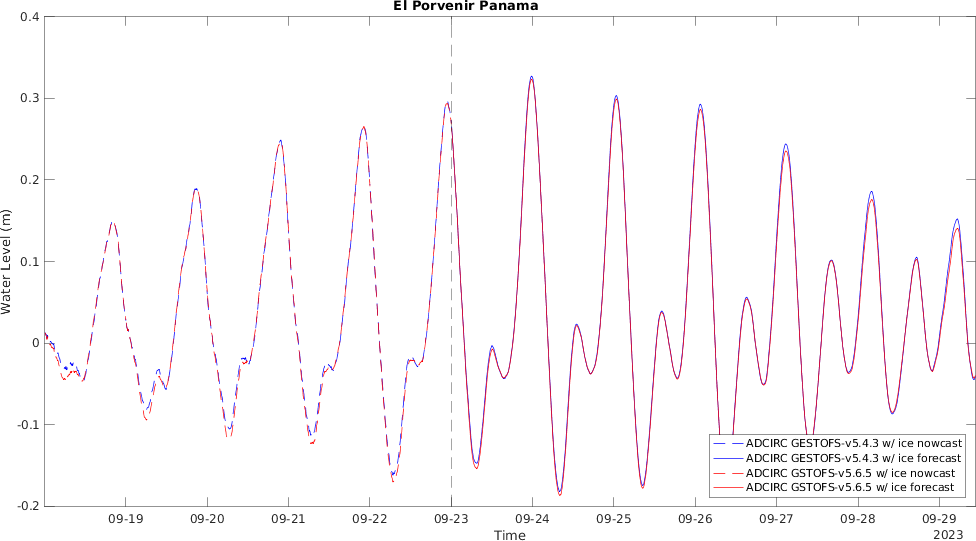 El Porvenir Panama
Water Level (m)
0.4
0.3
0.2
0.1
0
-0.1
-0.2
ADCIRC GESTOFS-v5.4.3 w/ ice nowcast
ADCIRC GESTOFS-v5.4.3 w/ ice forecast
ADCIRC GSTOFS-v5.6.5 w/ ice nowcast
ADCIRC GSTOFS-v5.6.5 w/ ice forecast
09-19 09-20 09-21 09-22 09-23 09-24 09-25 09-26 09-27 09-28 09-29
Time
2023